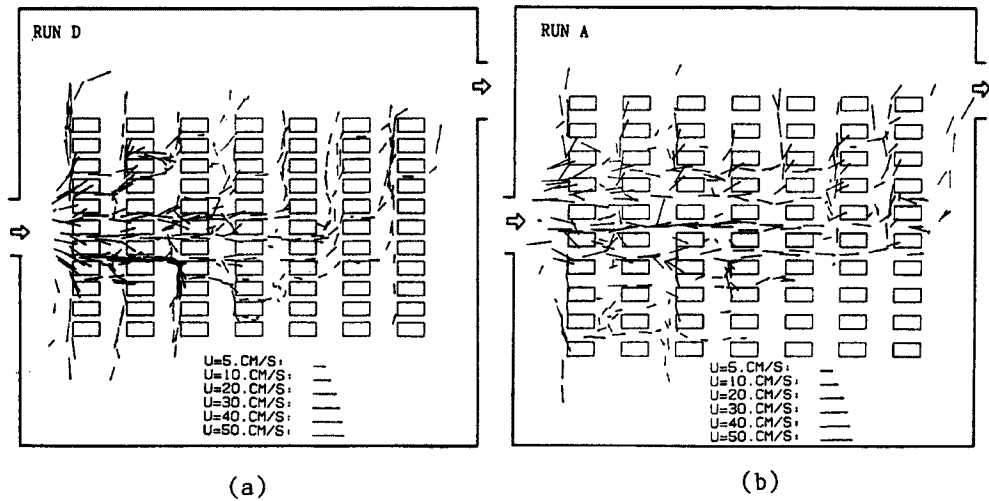 RUN D
U=5.CM/S:
U=10.CM/S:
U=20.CM/S:
U=30.CM/S:
U=40.CM/S:
U=50.CM/S:
(a)
RUN A
U=5.CM/S:
U=10.CM/S:
U=20.CM/S:
U=30.CM/S:
U=40.CM/S:
U=50.CM/S:
(b)